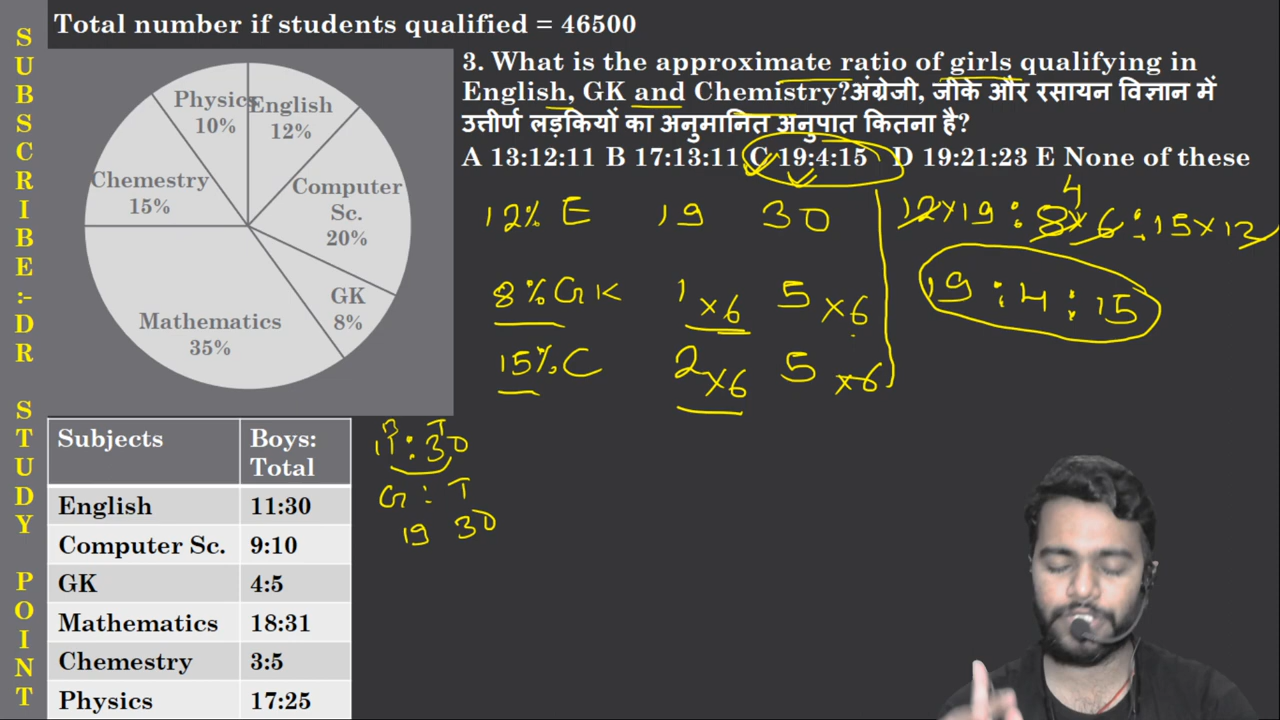 SUBSCRIBE:-DR STUDY POINT
Total number if students qualified = 46500
Physics
10%
English
12%
Chemestry
15%
Computer
Sc.
20%
GK
8%
Mathematics
35%
3. What is the approximate ratio of girls qualifying in
English, GK and Chemistry?अंग्रेजी, जीके और रसायन विज्ञान में
उत्तीर्ण लड़कियों का अनुमानित अनुपात कितना है?
A 13:12:11 B 17:13:11 C 19:4:15 D 19:21:23 E None of these
12% E 19 30
8% GK 1×6 5×6
15% C 2×6 5×6
4
12×19 : 8×6 : 15×12
19 : 4 : 15
Subjects Boys: Total
English 11:30
Computer Sc. 9:10
GK 4:5
Mathematics 18:31
Chemestry 3:5
Physics 17:25
B T
11 : 30
G : T
19 30